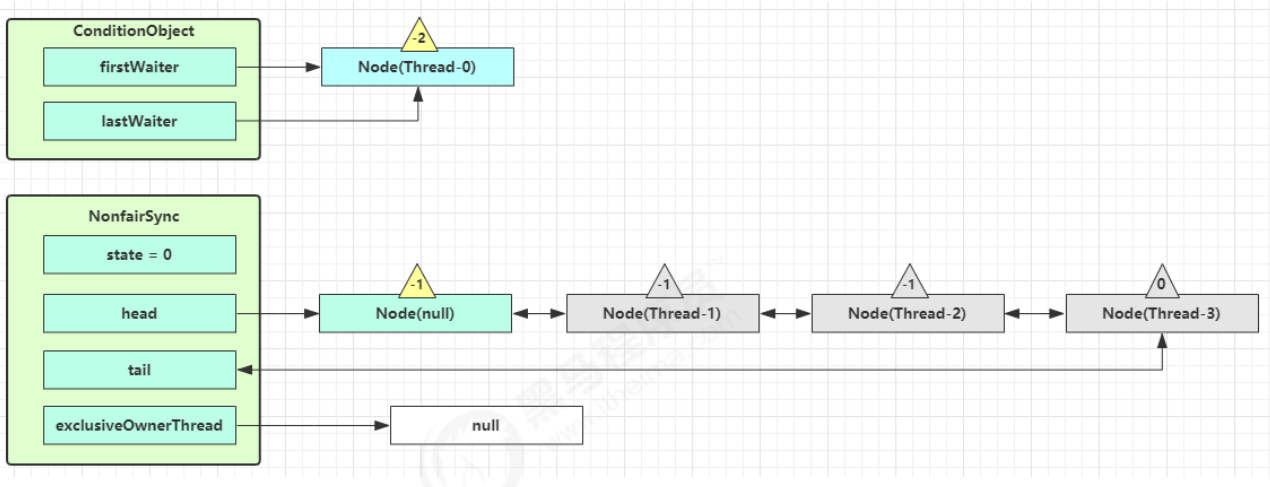 ConditionObject
-2
firstWaiter
Node(Thread-0)
lastWaiter
NonfairSync
state = 0
-1
-1
-1
0
head
Node(null)
Node(Thread-1)
Node(Thread-2)
Node(Thread-3)
tail
exclusiveOwnerThread
null
黑马程序员
www.itheima.com